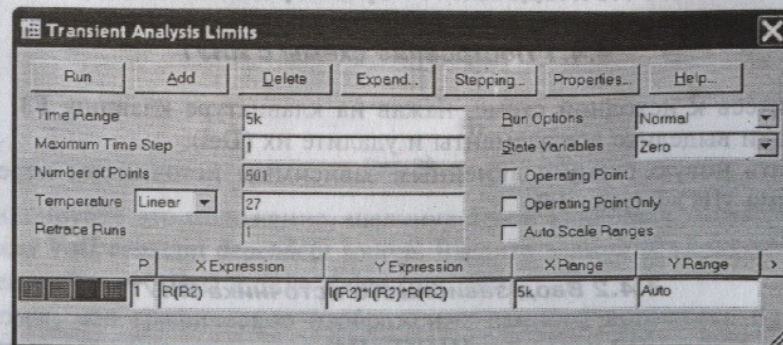 Transient Analysis Limits
Run Add Delete Expand... Stepping... Properties... Help...
Time Range 5k Run Options Normal
Maximum Time Step 1 State Variables Zero
Number of Points 501 Operating Point
Temperature Linear 27 Operating Point Only
Retrace Runs 1 Auto Scale Ranges
P X Expression Y Expression X Range Y Range >
1 R(R2) I(R2)*I(R2)*R(R2) 5k Auto